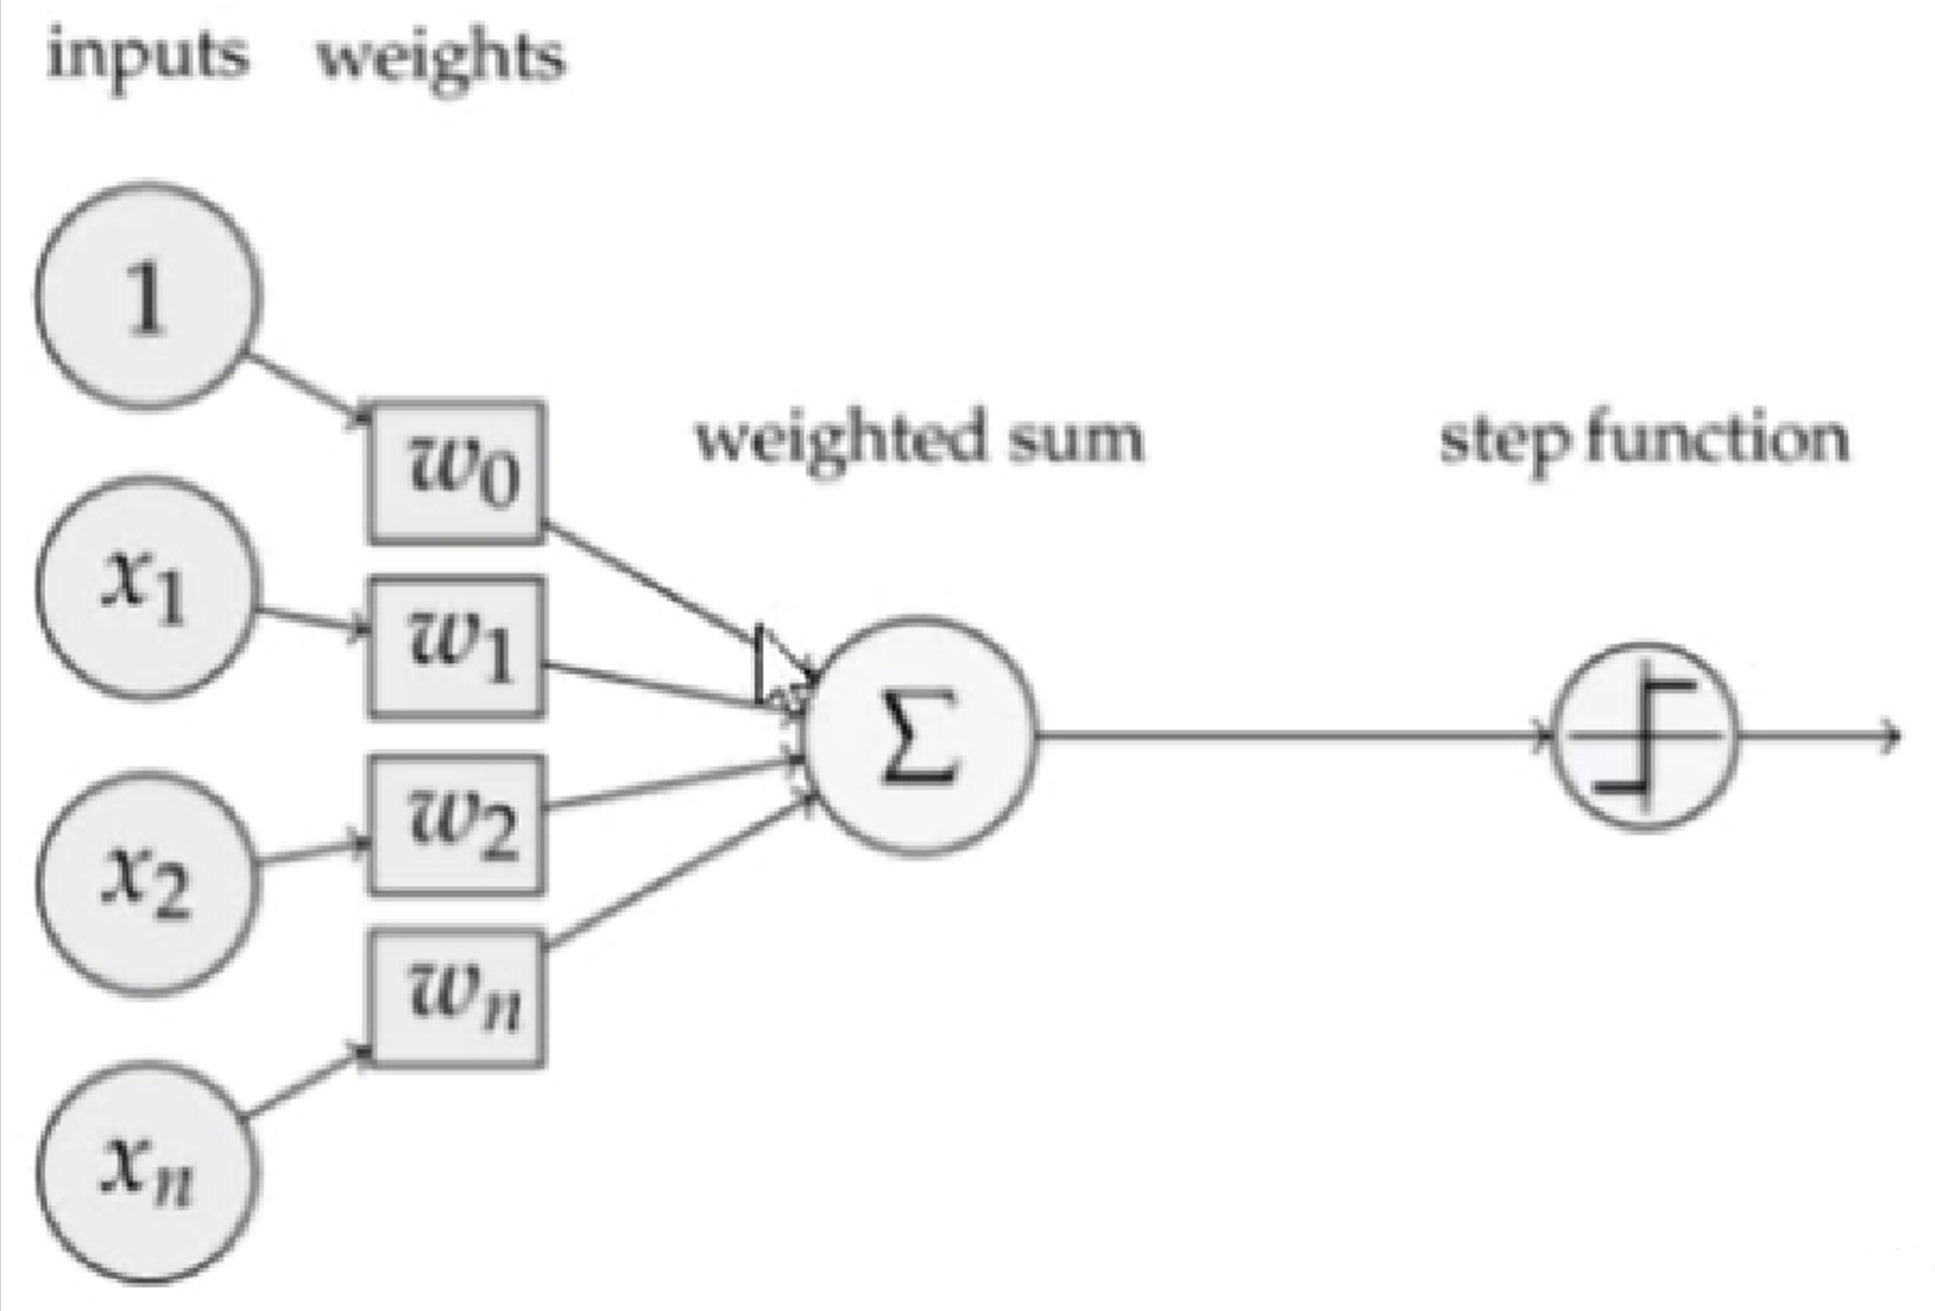 inputs weights
1
w₀
weighted sum
step function
x₁
w₁
Σ
x₂
w₂
wₙ
xₙ